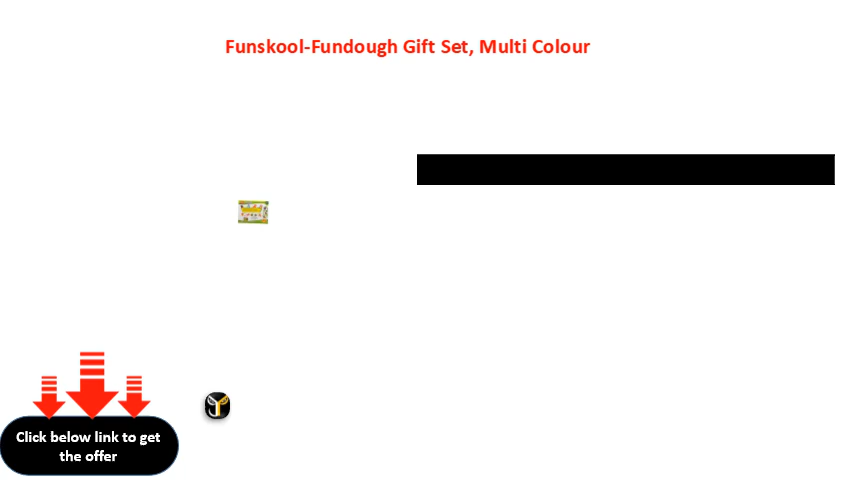 Funskool-Fundough Gift Set, Multi Colour
Click below link to get
the offer